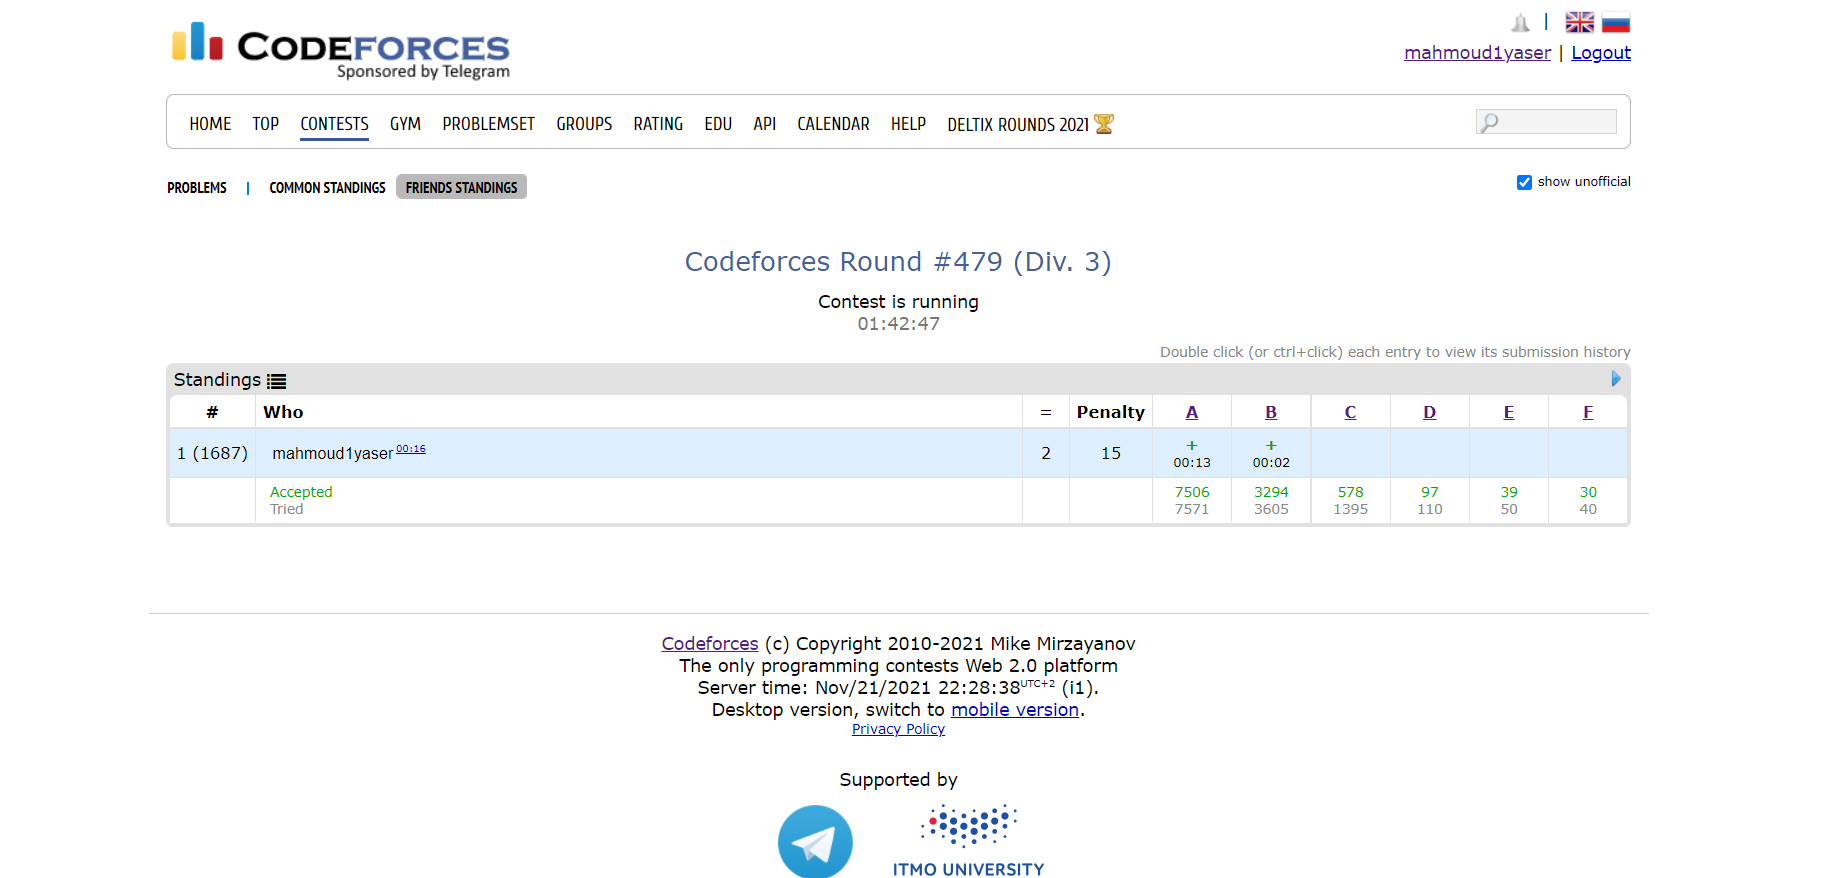 CODEFORCES
Sponsored by Telegram
|
mahmoud1yaser | Logout
HOME TOP CONTESTS GYM PROBLEMSET GROUPS RATING EDU API CALENDAR HELP DELTIX ROUNDS 2021
PROBLEMS | COMMON STANDINGS FRIENDS STANDINGS
show unofficial
Codeforces Round #479 (Div. 3)
Contest is running
01:42:47
Double click (or ctrl+click) each entry to view its submission history
Standings
# Who = Penalty A B C D E F
1 (1687) mahmoud1yaser 00:16 2 15 + +
00:13 00:02
Accepted 7506 3294 578 97 39 30
Tried 7571 3605 1395 110 50 40
Codeforces (c) Copyright 2010-2021 Mike Mirzayanov
The only programming contests Web 2.0 platform
Server time: Nov/21/2021 22:28:38 UTC+2 (i1).
Desktop version, switch to mobile version.
Privacy Policy
Supported by
ITMO UNIVERSITY